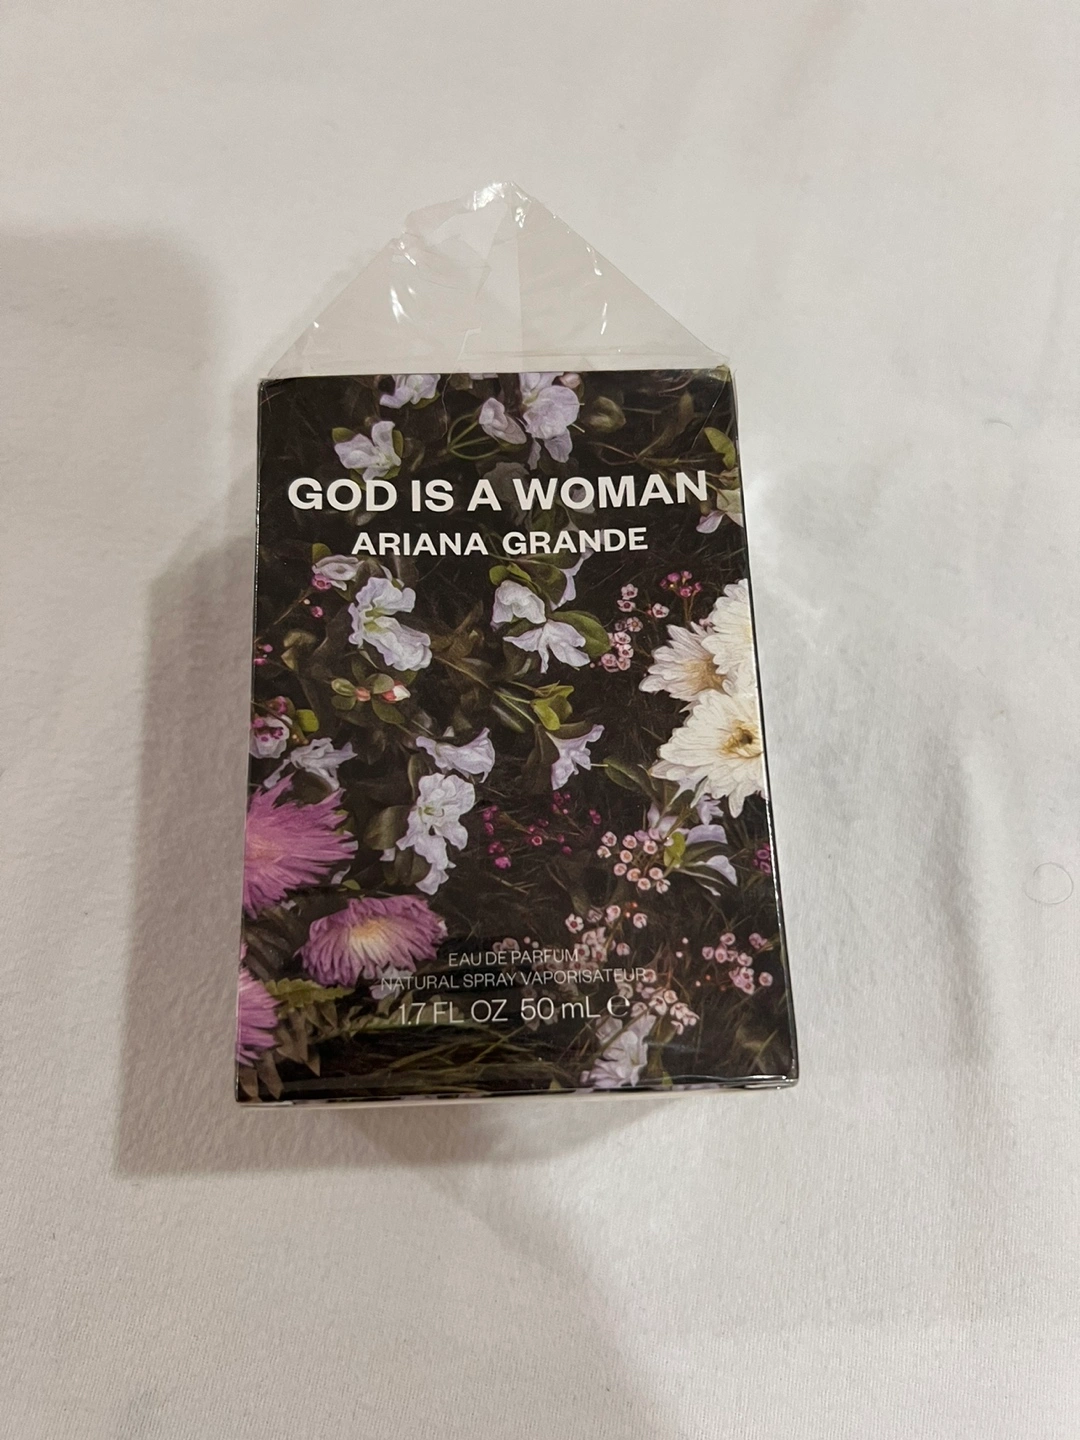 GOD IS A WOMAN
ARIANA GRANDE
EAU DE PARFUM
NATURAL SPRAY VAPORISATEUR
1.7 FL OZ 50 mL ℮